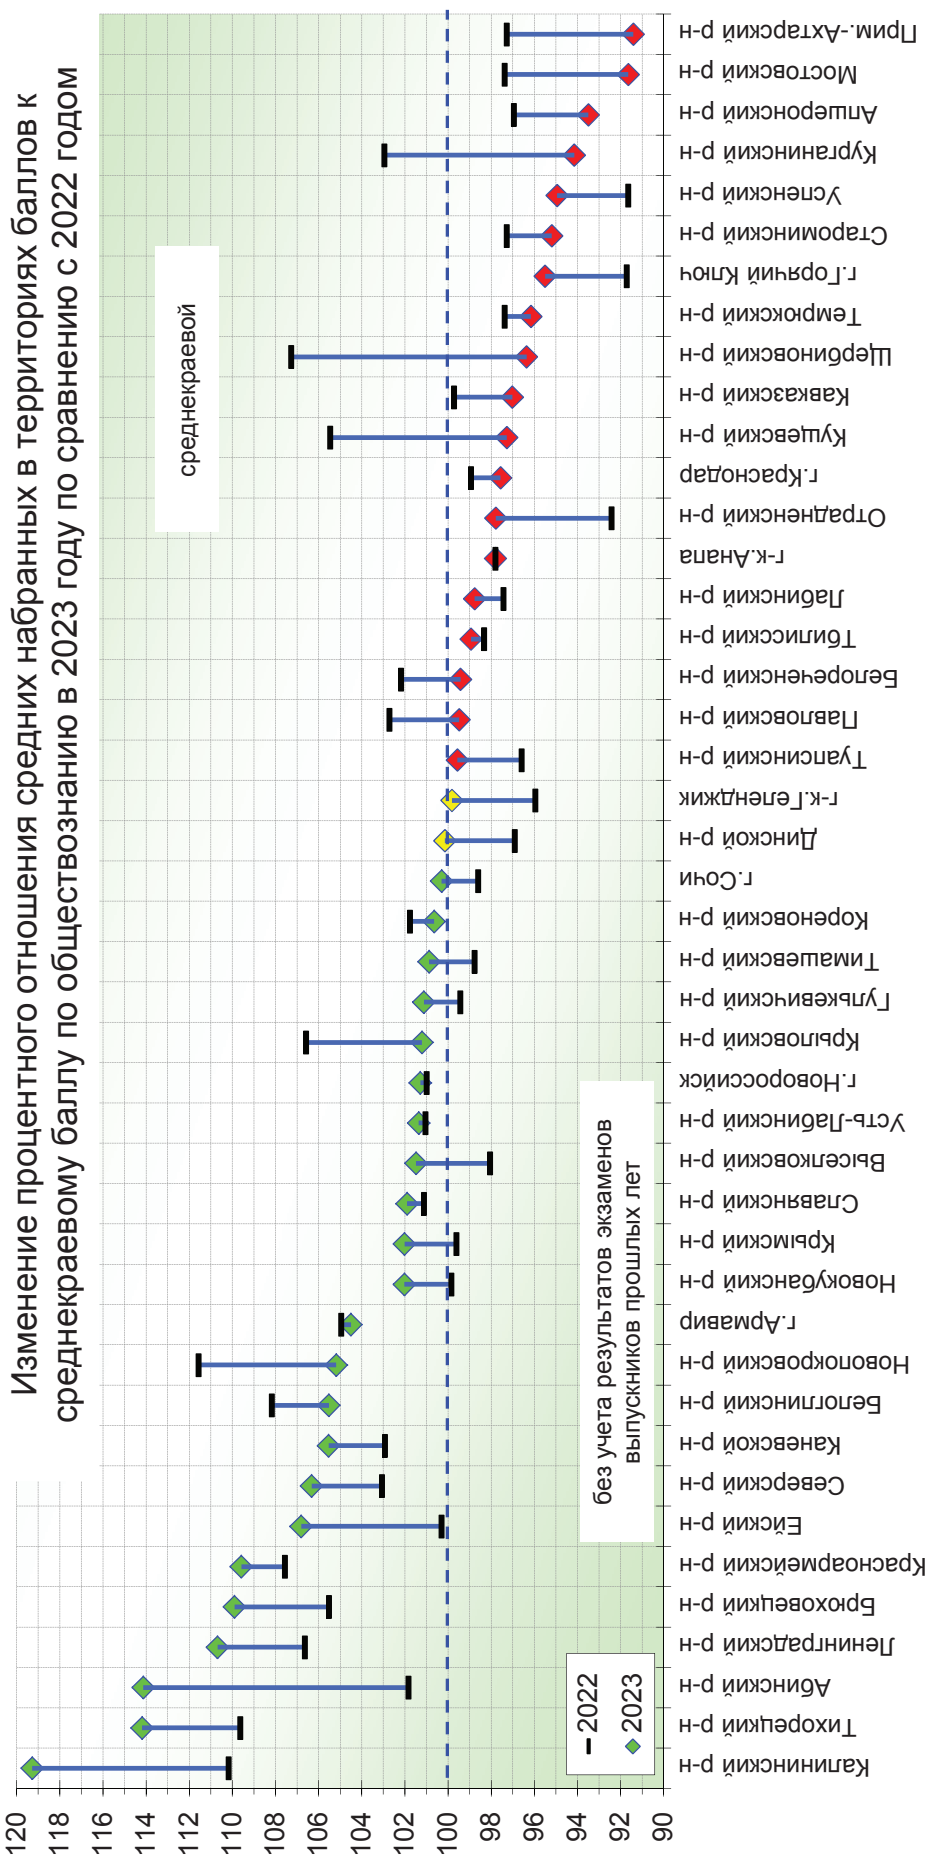 Изменение процентного отношения средних набранных в территориях баллов к
среднекраевому баллу по обществознанию в 2023 году по сравнению с 2022 годом
120
118
116
114
112
110
108
106
104
102
100
98
96
94
92
90
среднекраевой
без учета результатов экзаменов
выпускников прошлых лет
2022
2023
Калининский р-н
Тихорецкий р-н
Абинский р-н
Ленинградский р-н
Брюховецкий р-н
Красноармейский р-н
Ейский р-н
Северский р-н
Каневской р-н
Белоглинский р-н
Новопокровский р-н
г.Армавир
Новокубанский р-н
Крымский р-н
Славянский р-н
Выселковский р-н
Усть-Лабинский р-н
г.Новороссийск
Крыловский р-н
Гулькевичский р-н
Тимашевский р-н
Кореновский р-н
г.Сочи
Динской р-н
г-к.Геленджик
Туапсинский р-н
Павловский р-н
Белореченский р-н
Тбилисский р-н
Лабинский р-н
г-к.Анапа
Отрадненский р-н
г.Краснодар
Кущевский р-н
Кавказский р-н
Щербиновский р-н
Темрюкский р-н
г.Горячий Ключ
Староминский р-н
Успенский р-н
Курганинский р-н
Апшеронский р-н
Мостовский р-н
Прим.-Ахтарский р-н